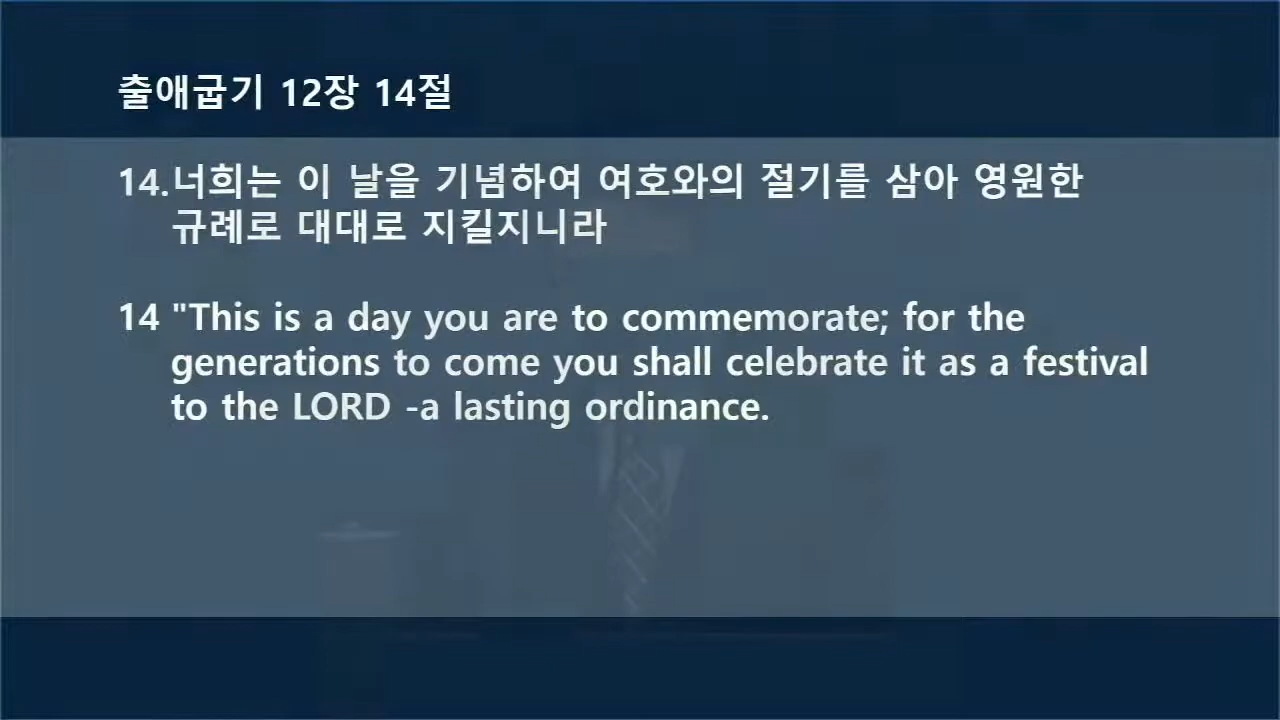 출애굽기 12장 14절
14.너희는 이 날을 기념하여 여호와의 절기를 삼아 영원한
규례로 대대로 지킬지니라
14 "This is a day you are to commemorate; for the
generations to come you shall celebrate it as a festival
to the LORD -a lasting ordinance.